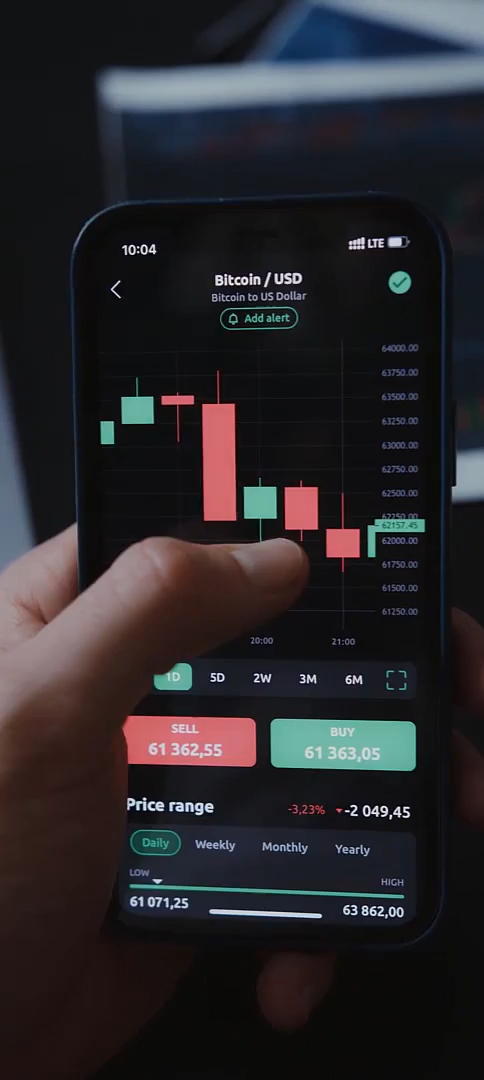 10:04
LTE
Bitcoin / USD
Bitcoin to US Dollar
Add alert
64000.00
63750.00
63500.00
63250.00
63000.00
62750.00
62500.00
62250.00
62157.45
62000.00
61750.00
61500.00
61250.00
20:00 21:00
1D 5D 2W 3M 6M
SELL BUY
61 362,55 61 363,05
Price range -3,23% -2 049,45
Daily Weekly Monthly Yearly
LOW HIGH
61 071,25 63 862,00